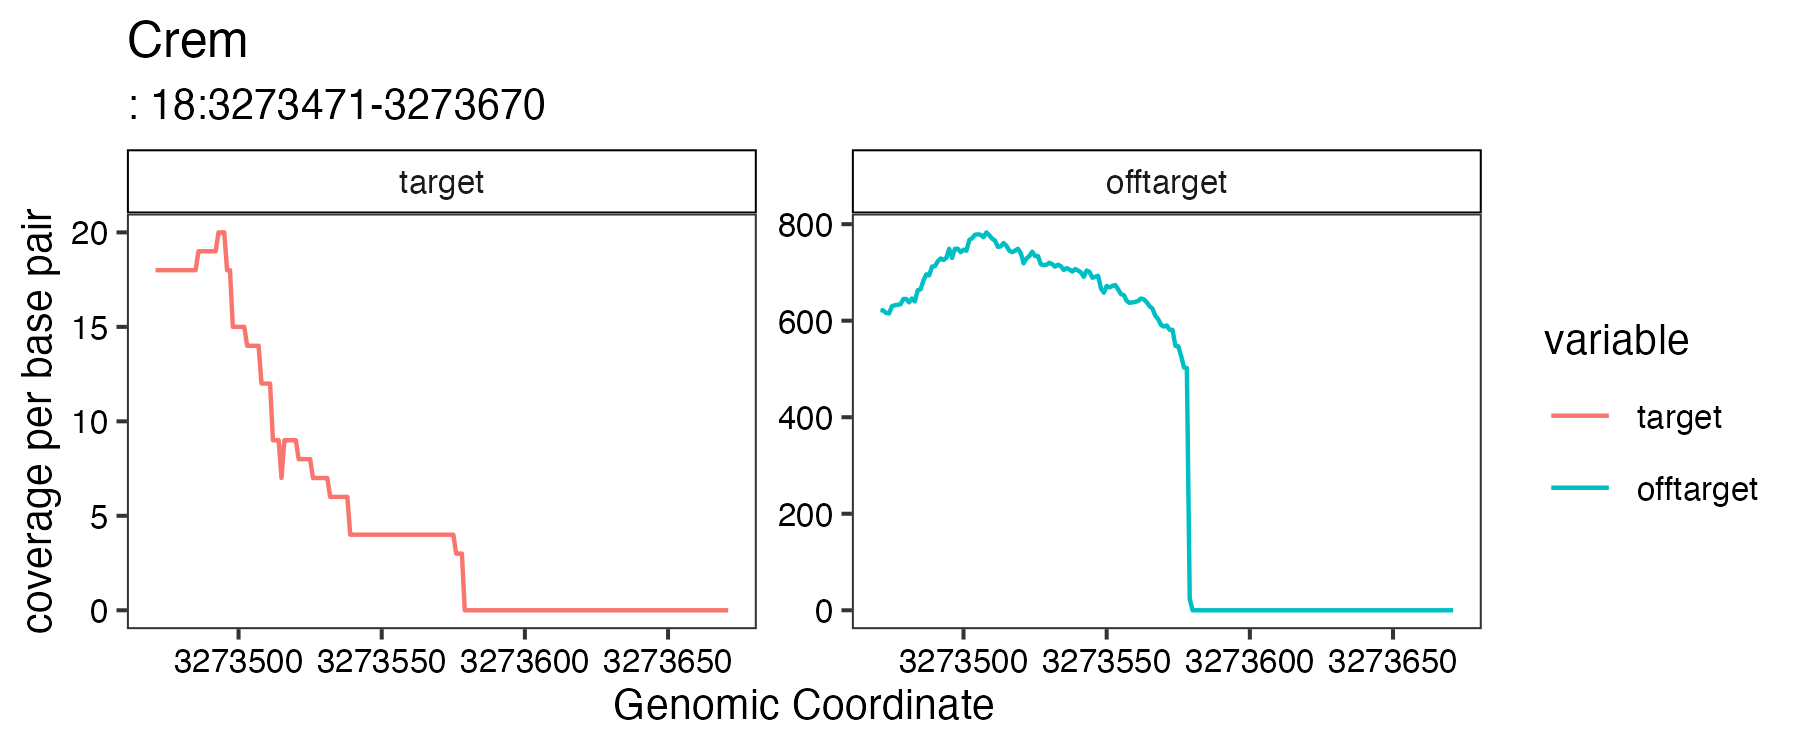 Crem
: 18:3273471-3273670
target
offtarget
coverage per base pair
20
15
10
5
0
800
600
400
200
0
3273500 3273550 3273600 3273650
3273500 3273550 3273600 3273650
Genomic Coordinate
variable
target
offtarget